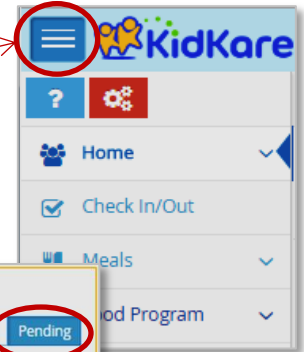 KidKare
?
Home
Check In/Out
Meals
ood Program
Pending